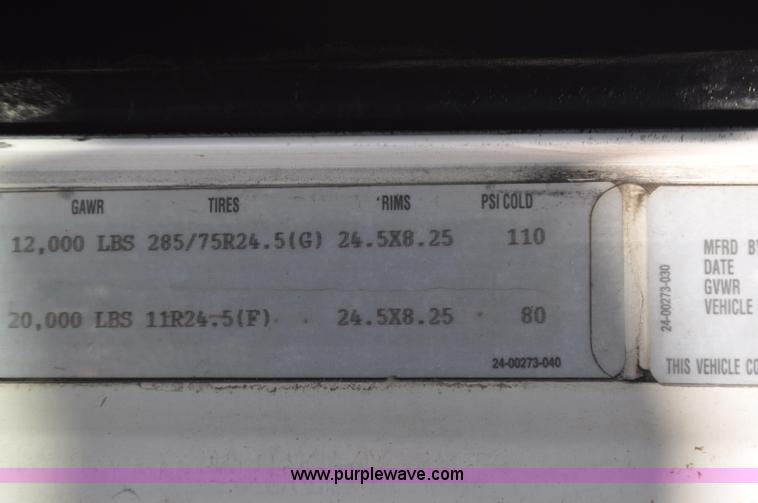 GAWR TIRES RIMS PSI COLD
12,000 LBS 285/75R24.5(G) 24.5X8.25 110
20,000 LBS 11R24.5(F) 24.5X8.25 80
24-00273-040
24-00273-030
MFRD B
DATE
GVWR
VEHICLE
THIS VEHICLE CO
www.purplewave.com